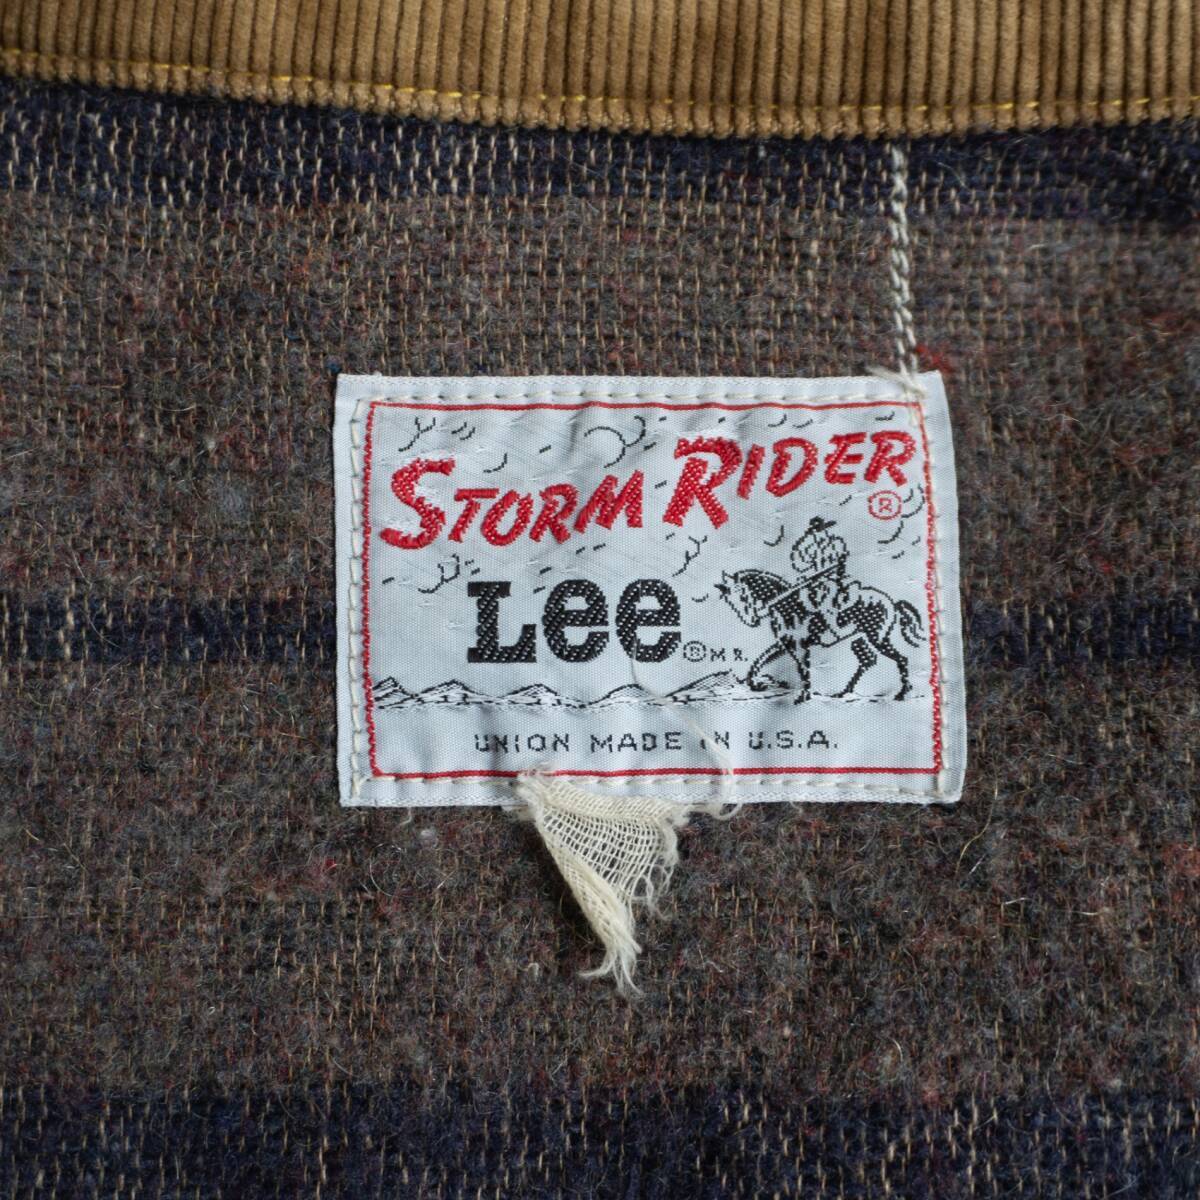 STORM RIDER ®
Lee ® M.R.
UNION MADE IN U.S.A.